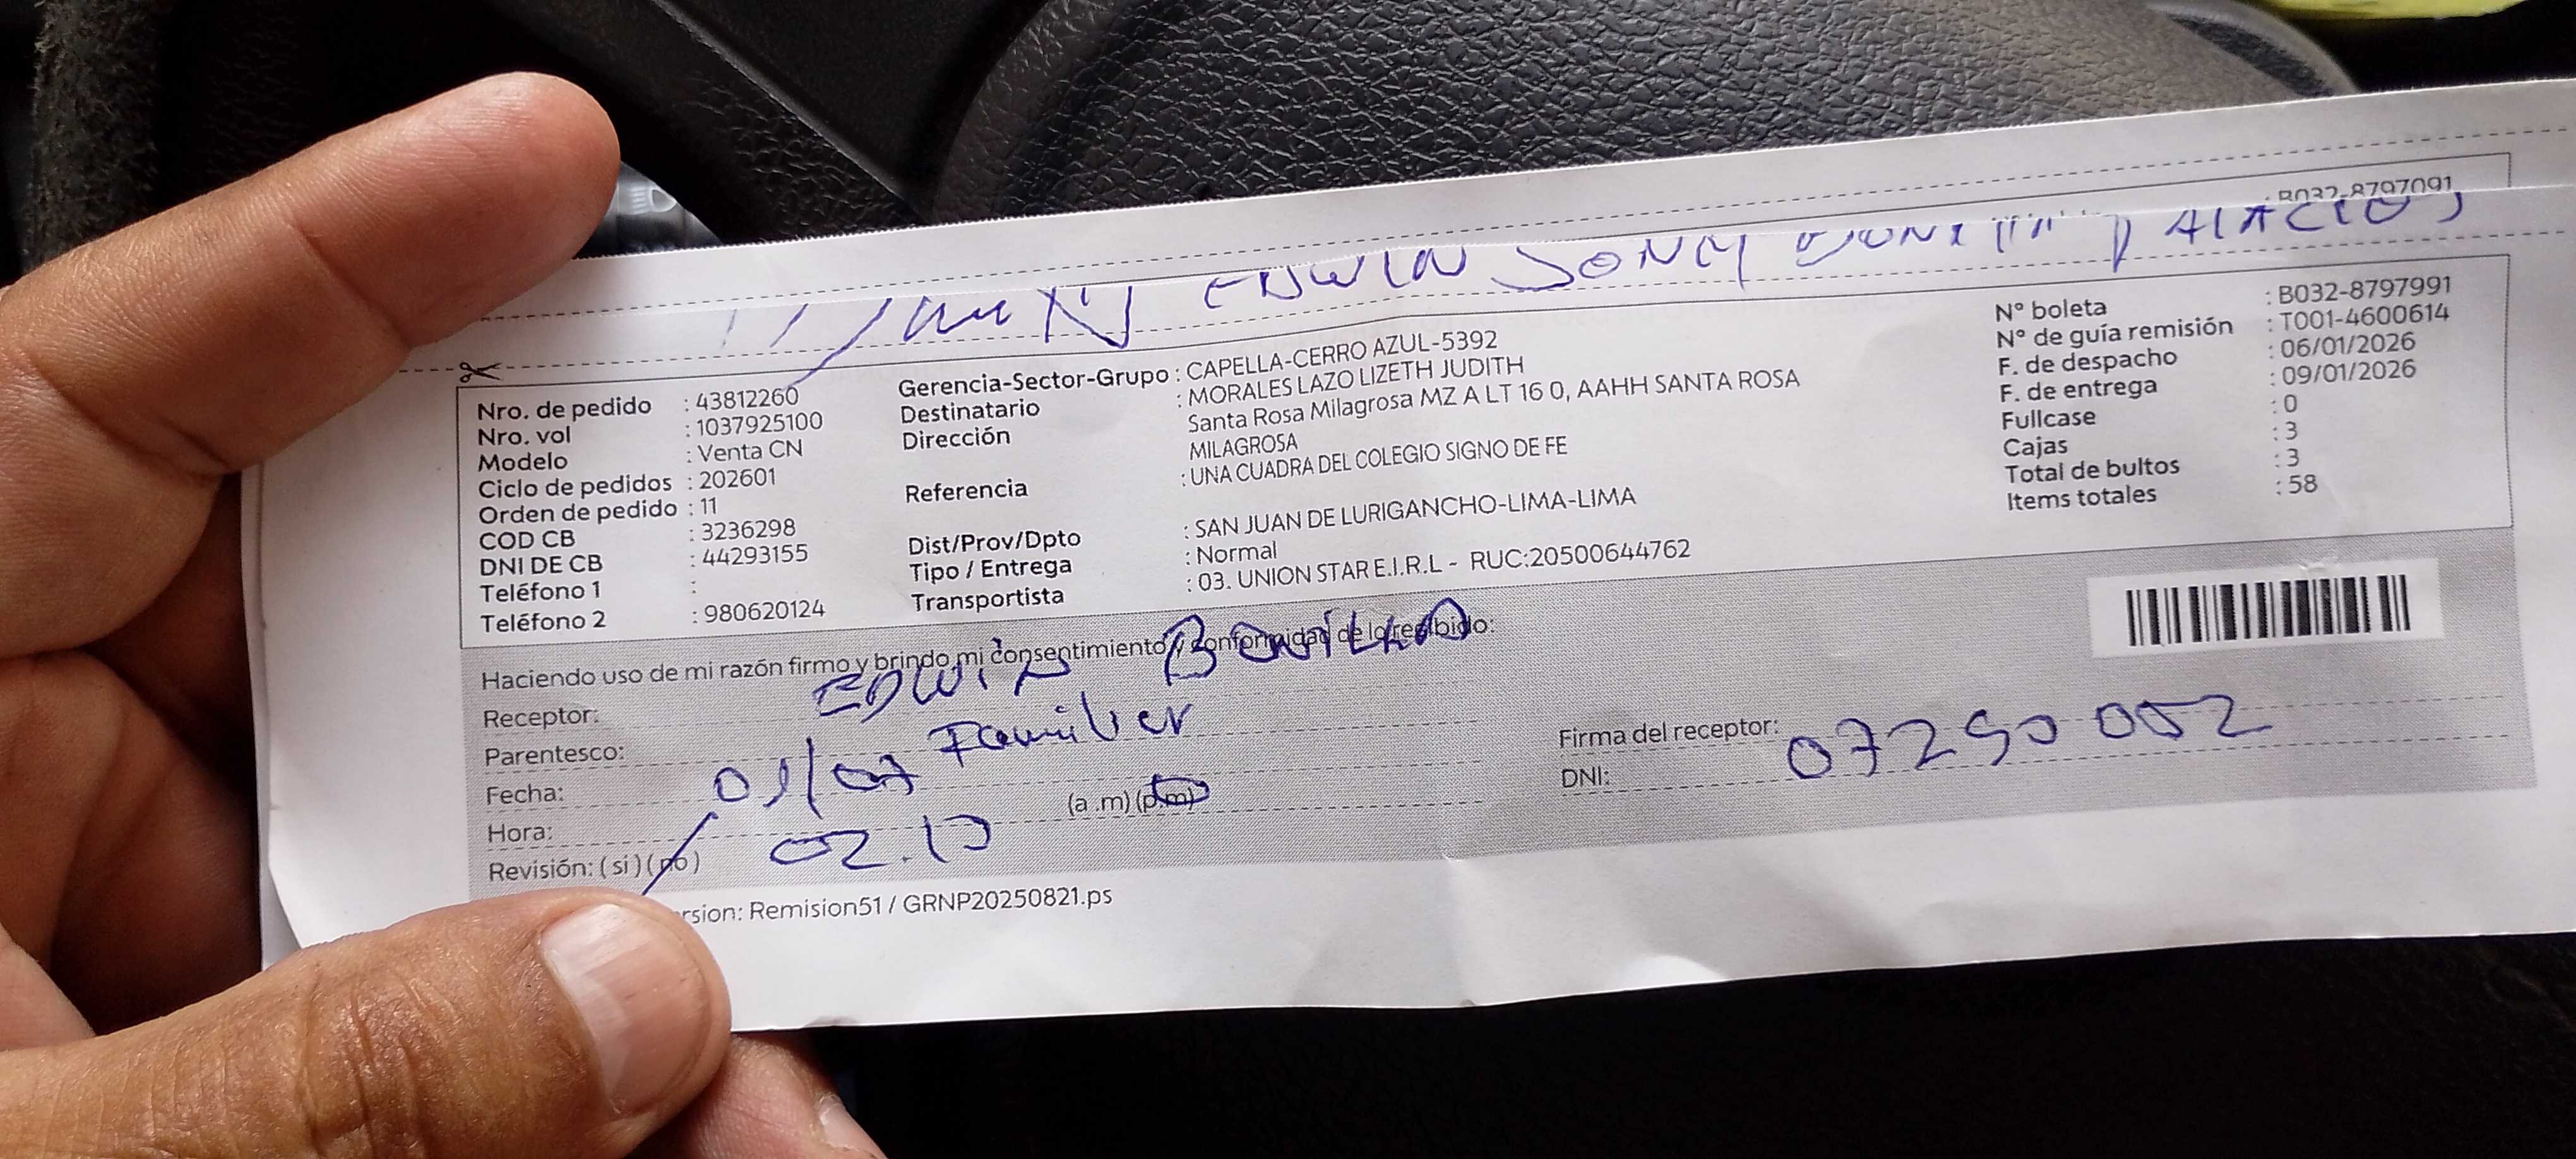 EDWIN SONY
Nro. de pedido : 43812260
Nro. vol : 1037925100
Modelo : Venta CN
Ciclo de pedidos : 202601
Orden de pedido : 11
COD CB : 3236298
DNI DE CB : 44293155
Teléfono 1 :
Teléfono 2 : 980620124
Gerencia-Sector-Grupo : CAPELLA-CERRO AZUL-5392
Destinatario : MORALES LAZO LIZETH JUDITH
Dirección Santa Rosa Milagrosa MZ A LT 16 0, AAHH SANTA ROSA
MILAGROSA
Referencia : UNA CUADRA DEL COLEGIO SIGNO DE FE
Dist/Prov/Dpto : SAN JUAN DE LURIGANCHO-LIMA-LIMA
Tipo / Entrega : Normal
Transportista : 03. UNION STAR E.I.R.L - RUC:20500644762
N° boleta : B032-8797991
N° de guía remisión : T001-4600614
F. de despacho : 06/01/2026
F. de entrega : 09/01/2026
Fullcase : 0
Cajas : 3
Total de bultos : 3
Items totales : 58
Haciendo uso de mi razón firmo y brindo mi consentimiento y conformidad de lo recibido:
Receptor: EDWIN BONILLA
Parentesco: Familiar
Fecha:
Hora: 02.10 (a .m) (p.m)
Revisión: ( si ) ( no )
Firma del receptor:
DNI: 07290052
rsion: Remision51 / GRNP20250821.ps